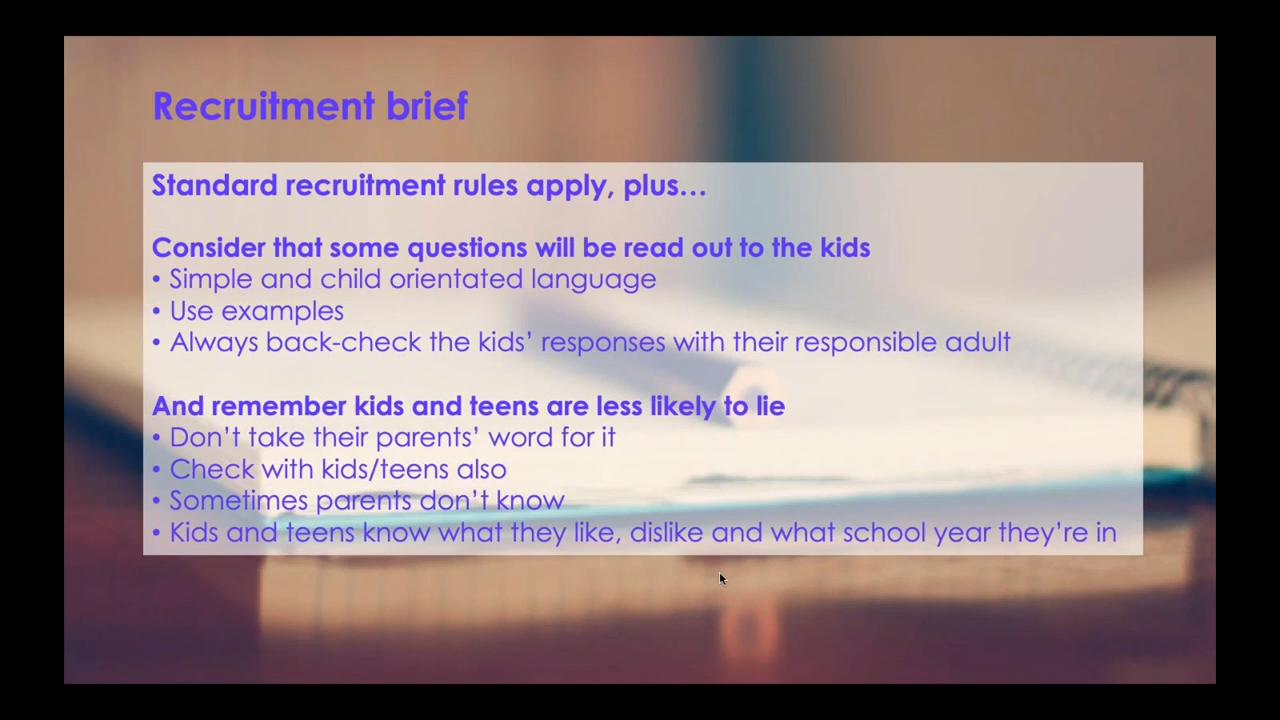 Recruitment brief
Standard recruitment rules apply, plus…
Consider that some questions will be read out to the kids
• Simple and child orientated language
• Use examples
• Always back-check the kids’ responses with their responsible adult
And remember kids and teens are less likely to lie
• Don’t take their parents’ word for it
• Check with kids/teens also
• Sometimes parents don’t know
• Kids and teens know what they like, dislike and what school year they’re in